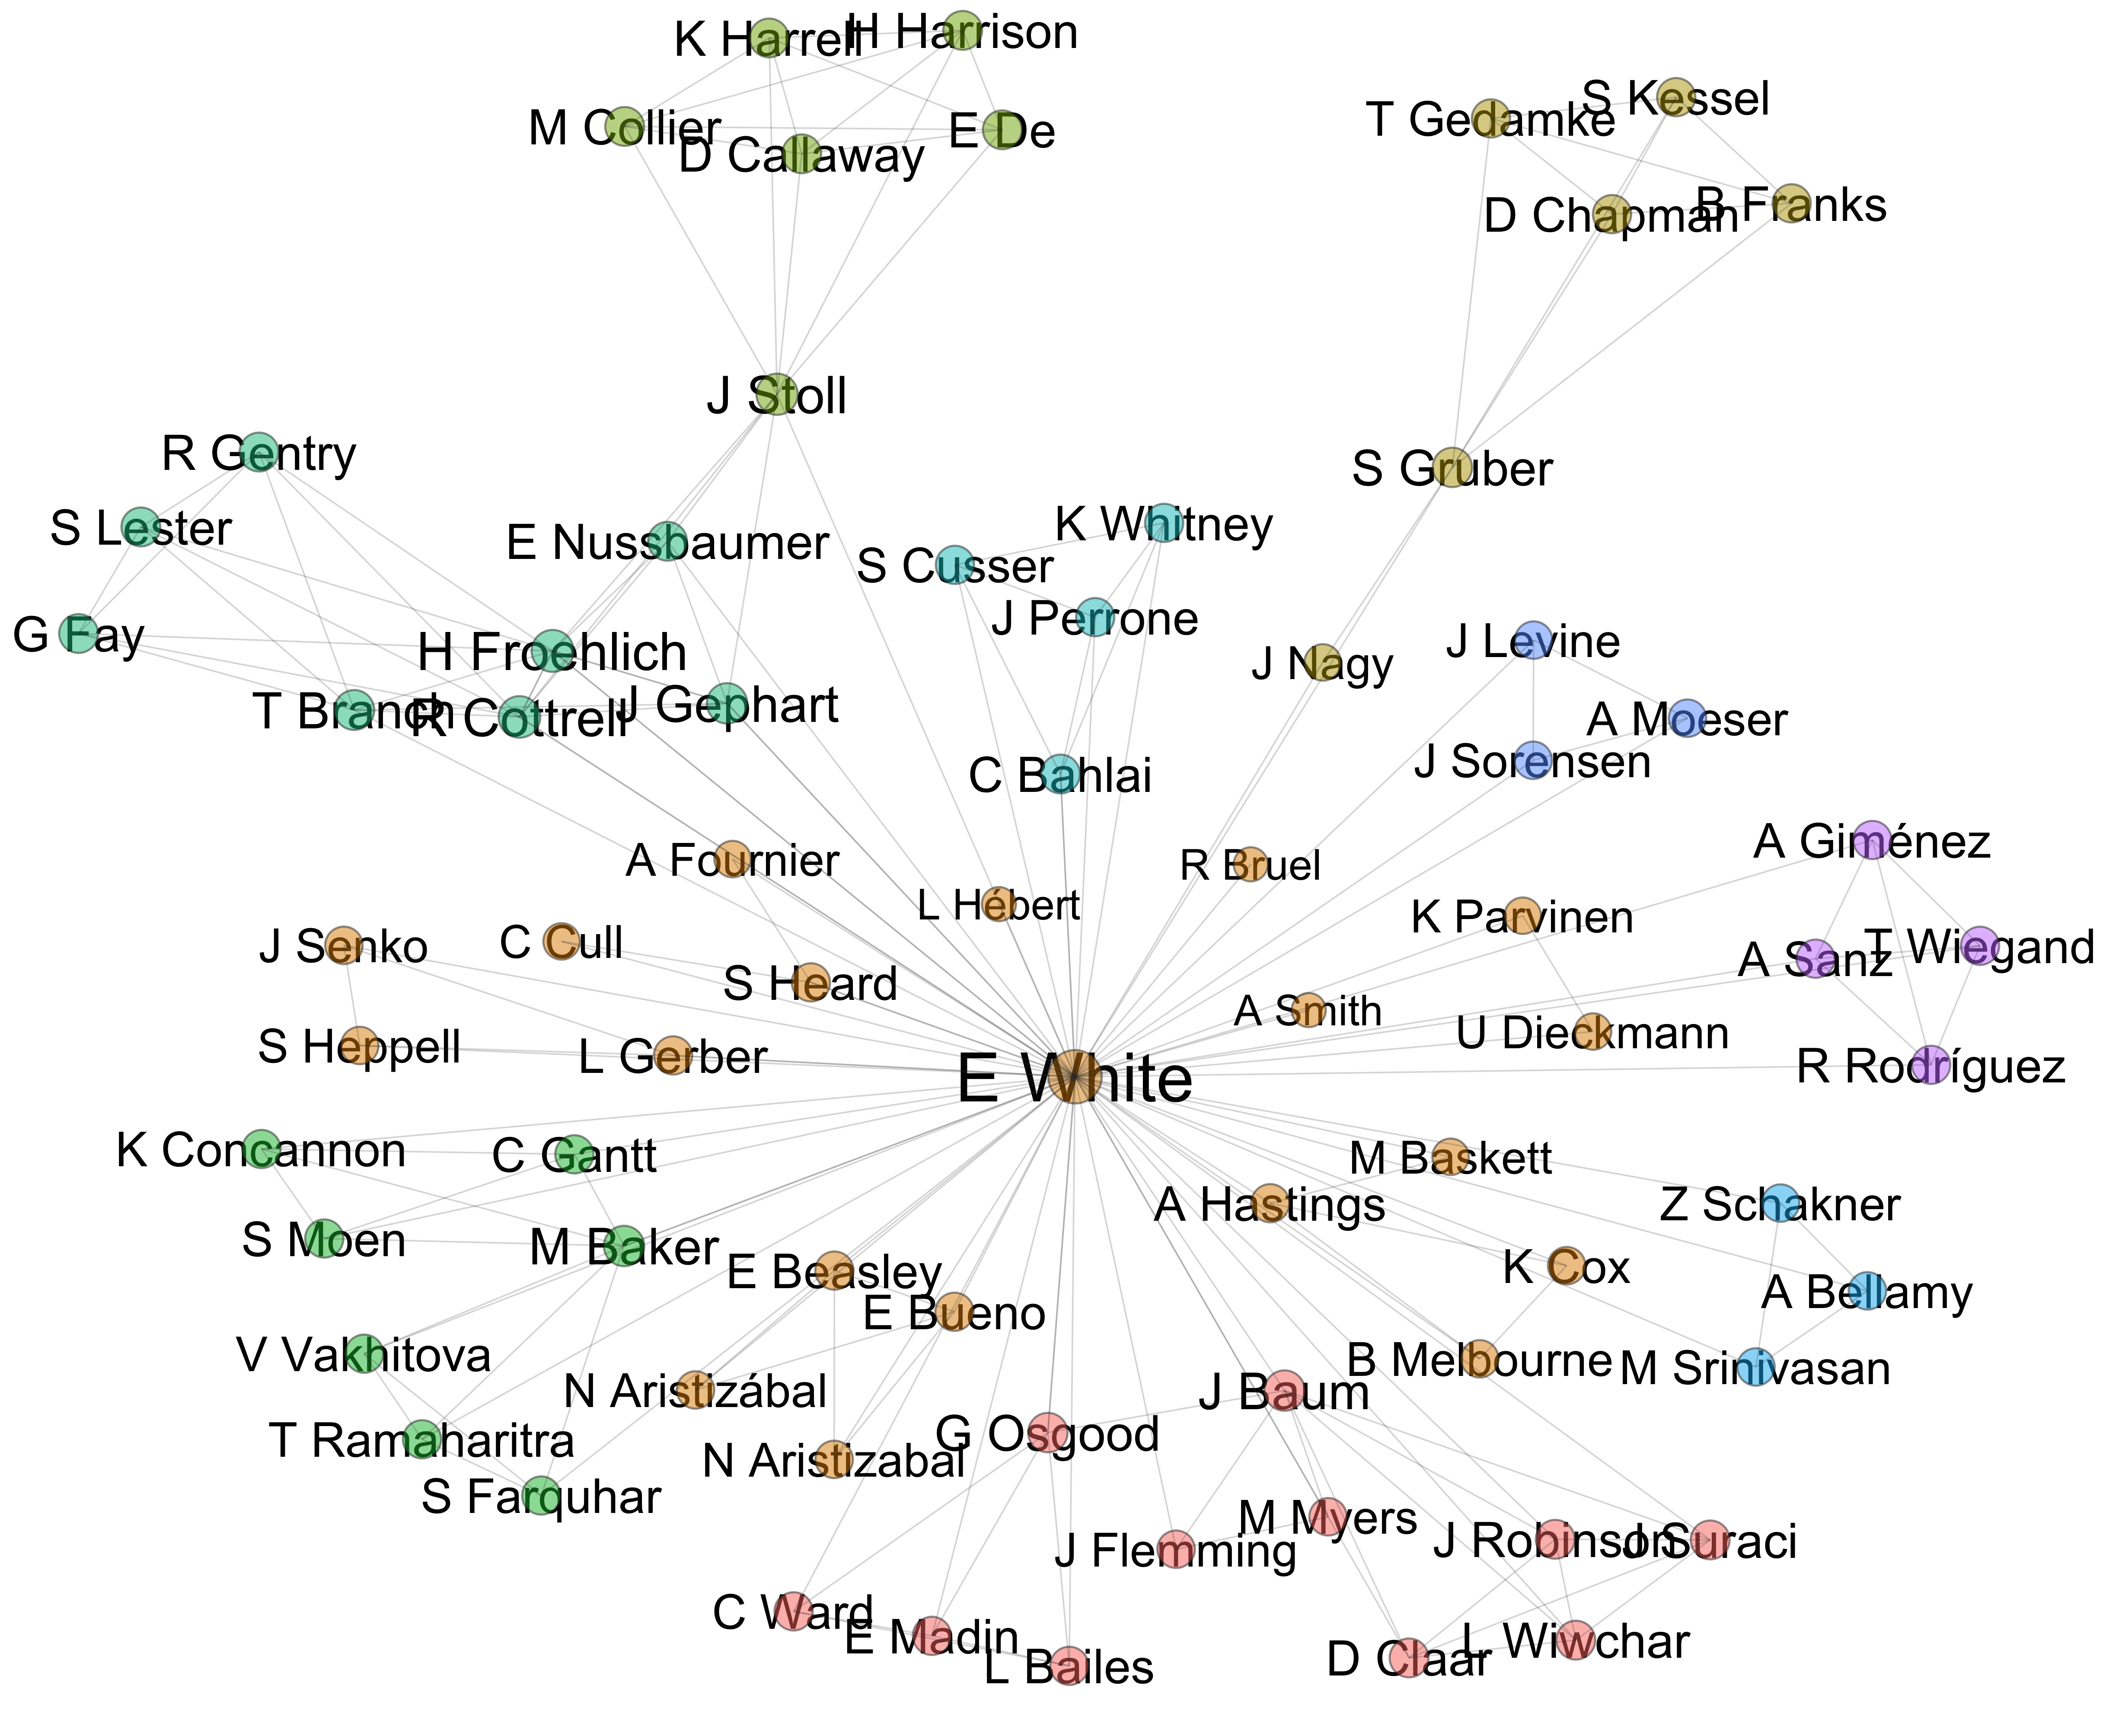 K Harrell
H Harrison
M Collier
D Callaway
E De
T Gedamke
S Kessel
D Chapman
B Franks
J Stoll
S Gruber
R Gentry
S Lester
G Fay
E Nussbaumer
H Froehlich
T Branch
R Cottrell
J Gephart
K Whitney
S Cusser
J Perrone
C Bahlai
J Nagy
J Levine
A Moeser
J Sorensen
A Fournier
L Hébert
R Bruel
K Parvinen
A Giménez
A Sanz
T Wiegand
R Rodríguez
J Senko
C Cull
S Heard
A Smith
U Dieckmann
S Heppell
L Gerber
E White
K Concannon
C Gantt
S Moen
M Baker
M Baskett
A Hastings
Z Schakner
K Cox
A Bellamy
E Beasley
E Bueno
V Vakhitova
N Aristizábal
B Melbourne
M Srinivasan
J Baum
T Ramaharitra
G Osgood
N Aristizabal
S Farquhar
M Myers
J Flemming
J Robinson
J Suraci
C Ward
E Madin
L Bailes
D Claar
L Wiwchar